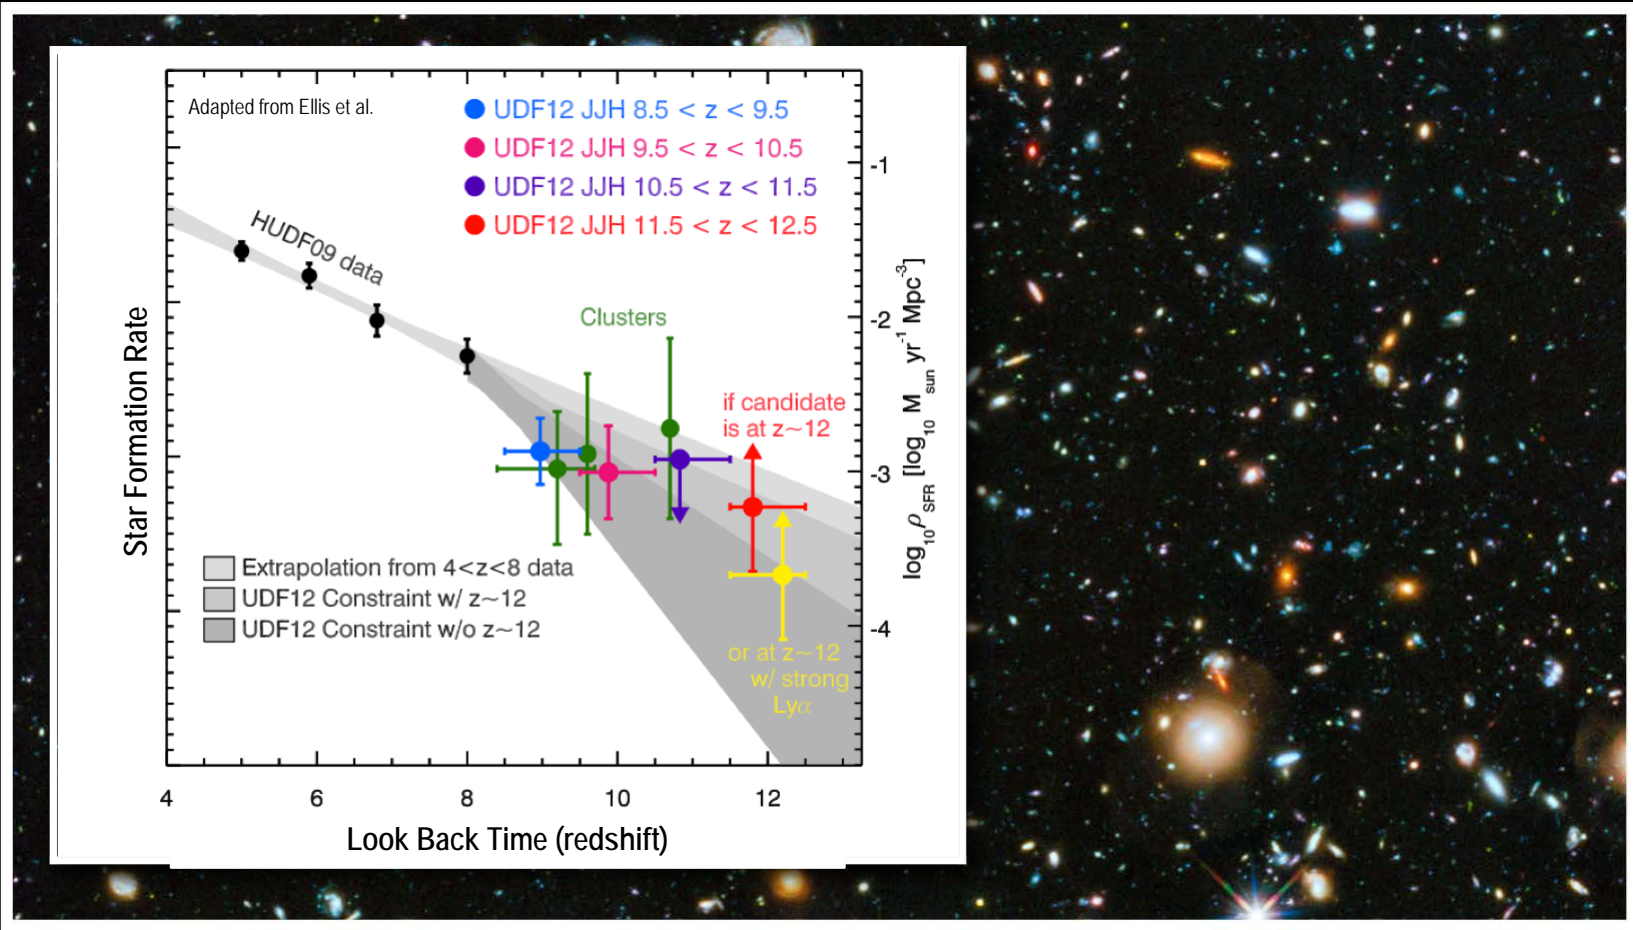 Adapted from Ellis et al.
UDF12 JJH 8.5 < z < 9.5
UDF12 JJH 9.5 < z < 10.5
UDF12 JJH 10.5 < z < 11.5
UDF12 JJH 11.5 < z < 12.5
HUDF09 data
Clusters
if candidate
is at z~12
or at z~12
w/ strong
Lyα
Extrapolation from 4<z<8 data
UDF12 Constraint w/ z~12
UDF12 Constraint w/o z~12
Star Formation Rate
-1
-2
-3
-4
log₁₀ ρSFR [log₁₀ Msun yr⁻¹ Mpc⁻³]
4 6 8 10 12
Look Back Time (redshift)